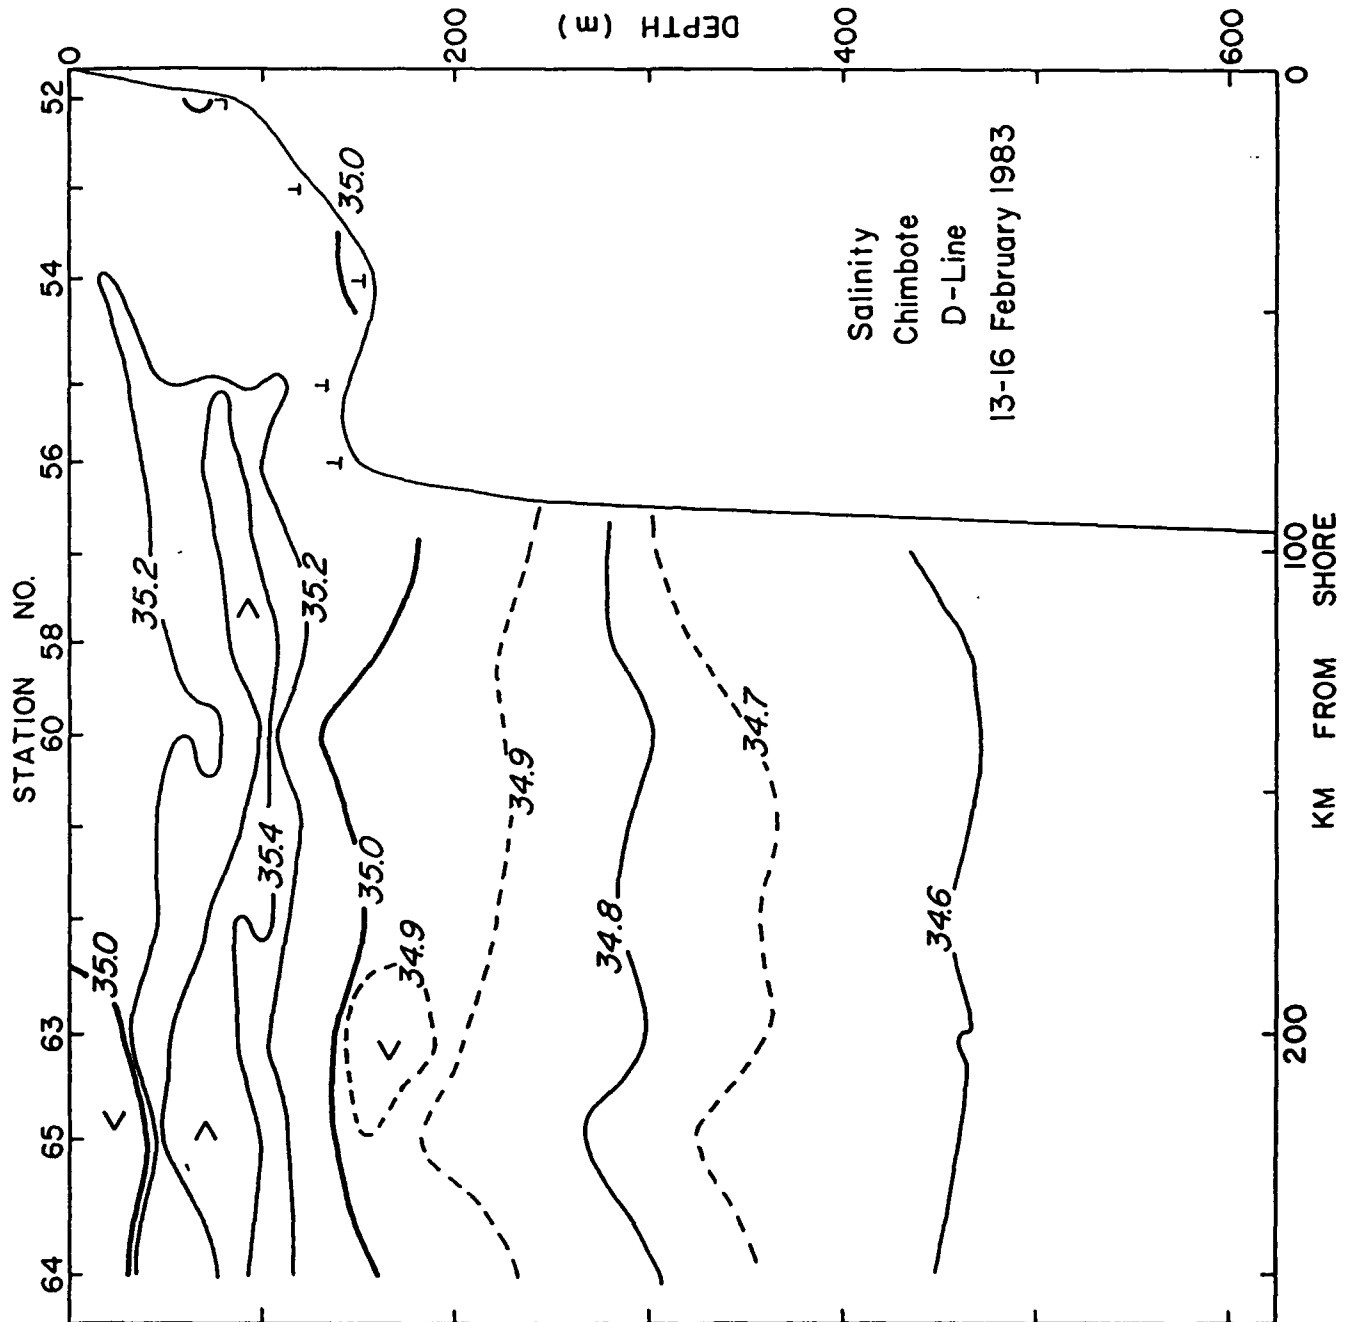 STATION NO.
64 65 63 60 58 56 54 52
0
200
400
600
DEPTH (m)
35.0
35.2
35.2
35.4
35.0
35.0
34.9
34.9
34.8
34.7
34.6
Salinity
Chimbote
D-Line
13-16 February 1983
200 100 0
KM FROM SHORE